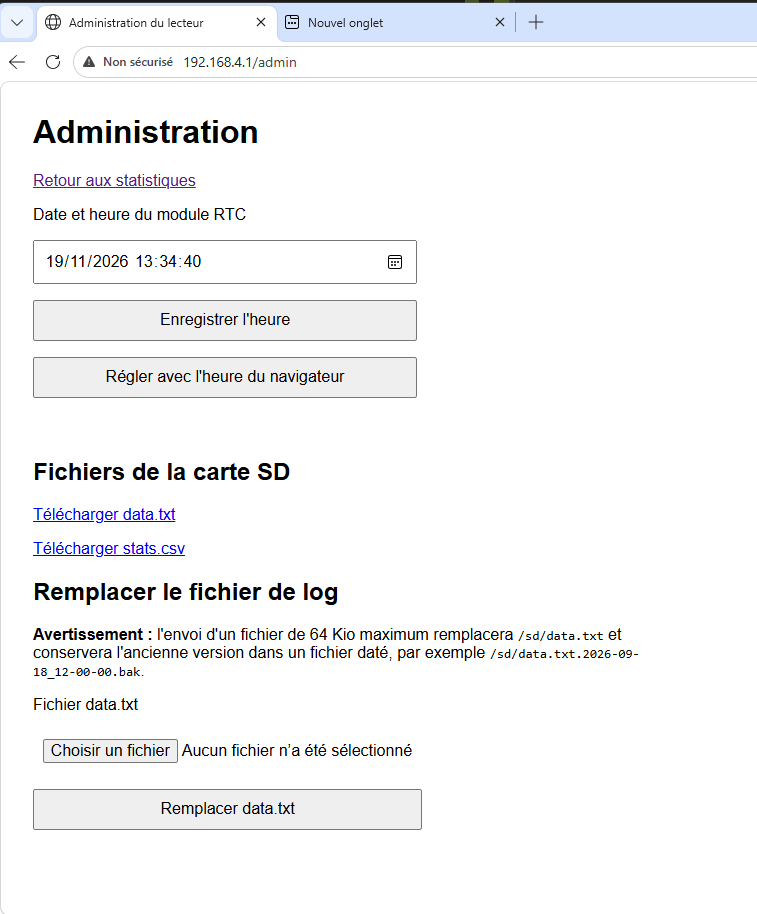 Administration du lecteur
Nouvel onglet
Non sécurisé 192.168.4.1/admin
Administration
Retour aux statistiques
Date et heure du module RTC
19/11/2026 13:34:40
Enregistrer l'heure
Régler avec l'heure du navigateur
Fichiers de la carte SD
Télécharger data.txt
Télécharger stats.csv
Remplacer le fichier de log
Avertissement : l'envoi d'un fichier de 64 Kio maximum remplacera /sd/data.txt et
conservera l'ancienne version dans un fichier daté, par exemple /sd/data.txt.2026-09-
18_12-00-00.bak.
Fichier data.txt
Choisir un fichier Aucun fichier n’a été sélectionné
Remplacer data.txt